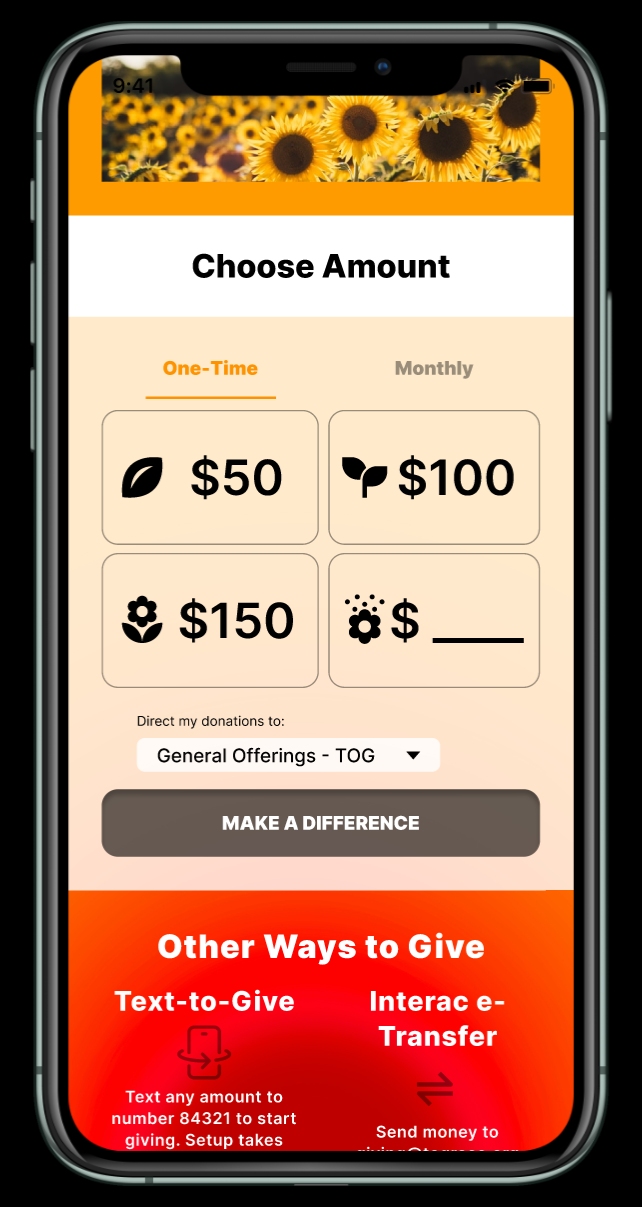 9:41
Choose Amount
One-Time Monthly
$50 $100
$150 $ ____
Direct my donations to:
General Offerings - TOG
MAKE A DIFFERENCE
Other Ways to Give
Text-to-Give
Text any amount to
number 84321 to start
giving. Setup takes
Interac e-
Transfer
Send money to